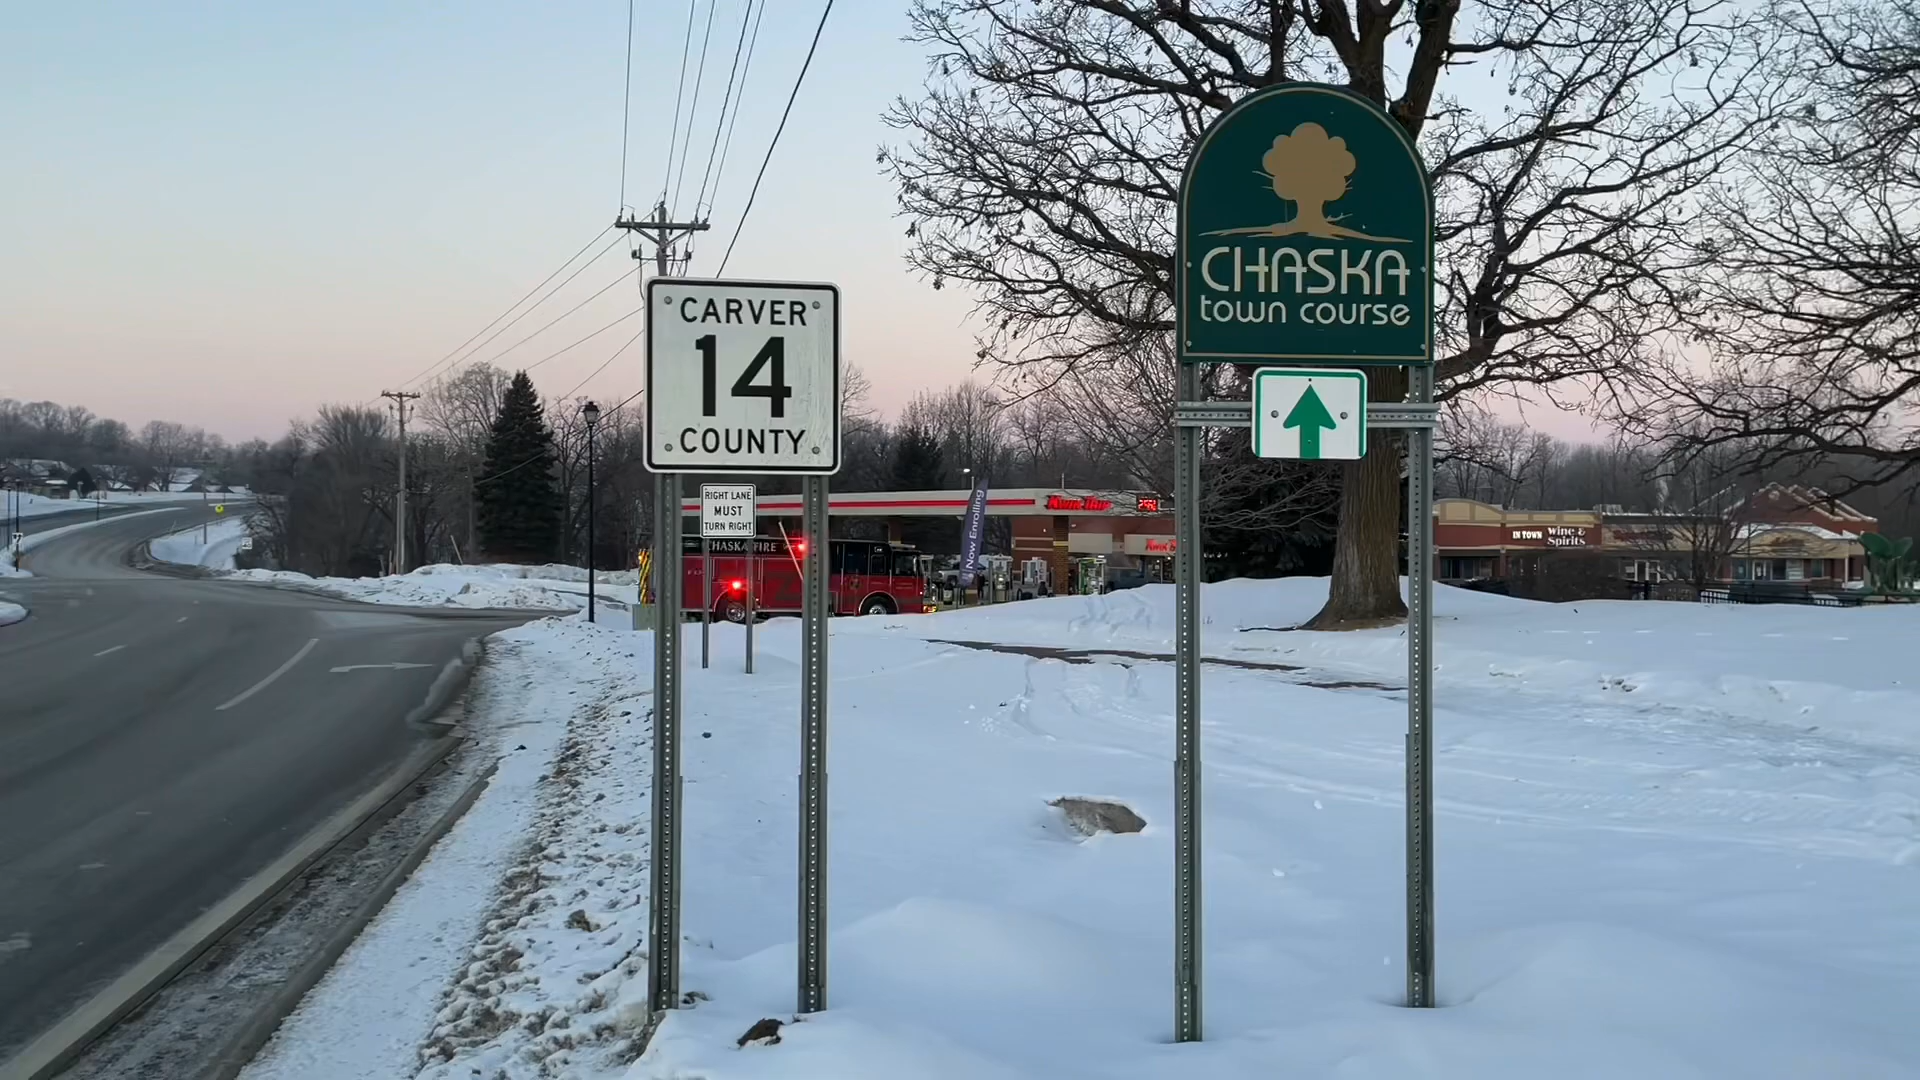 CHASKA
town course
CARVER
14
COUNTY
RIGHT LANE
MUST
TURN RIGHT
CHASKA FIRE
Now Enrolling
KWIK TRIP
IN TOWN Wine &
Spirits